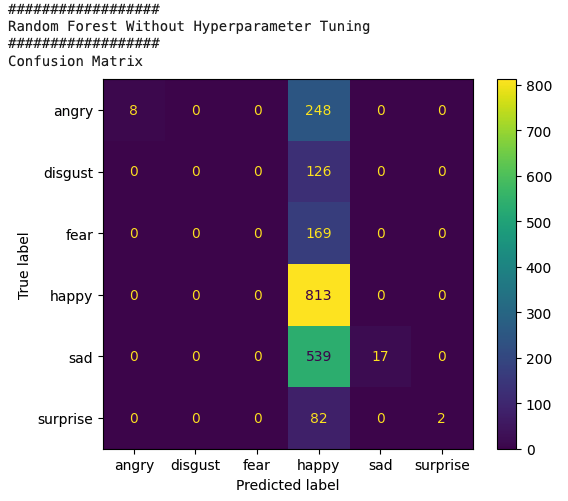 ##################
Random Forest Without Hyperparameter Tuning
##################
Confusion Matrix
angry 8 0 0 248 0 0
disgust 0 0 0 126 0 0
fear 0 0 0 169 0 0
happy 0 0 0 813 0 0
sad 0 0 0 539 17 0
surprise 0 0 0 82 0 2
angry disgust fear happy sad surprise
Predicted label
True label
800
700
600
500
400
300
200
100
0